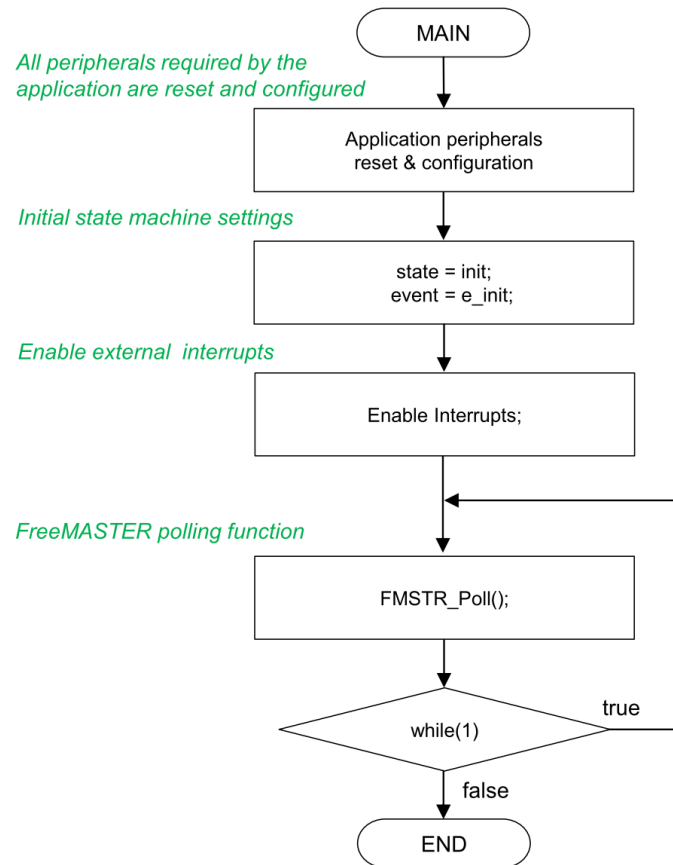 MAIN
All peripherals required by the
application are reset and configured
Application peripherals
reset & configuration
Initial state machine settings
state = init;
event = e_init;
Enable external  interrupts
Enable Interrupts;
FreeMASTER polling function
FMSTR_Poll();
while(1)
true
false
END